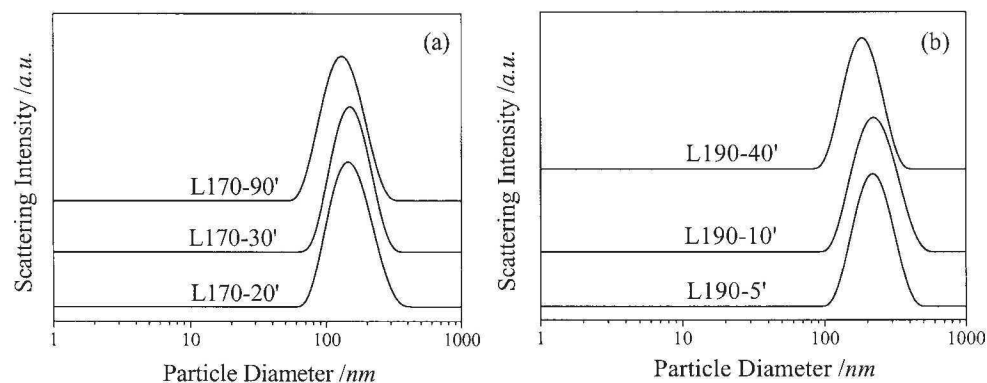 (a)
Scattering Intensity /a.u.
L170-90'
L170-30'
L170-20'
1 10 100 1000
Particle Diameter /nm
(b)
Scattering Intensity /a.u.
L190-40'
L190-10'
L190-5'
1 10 100 1000
Particle Diameter /nm